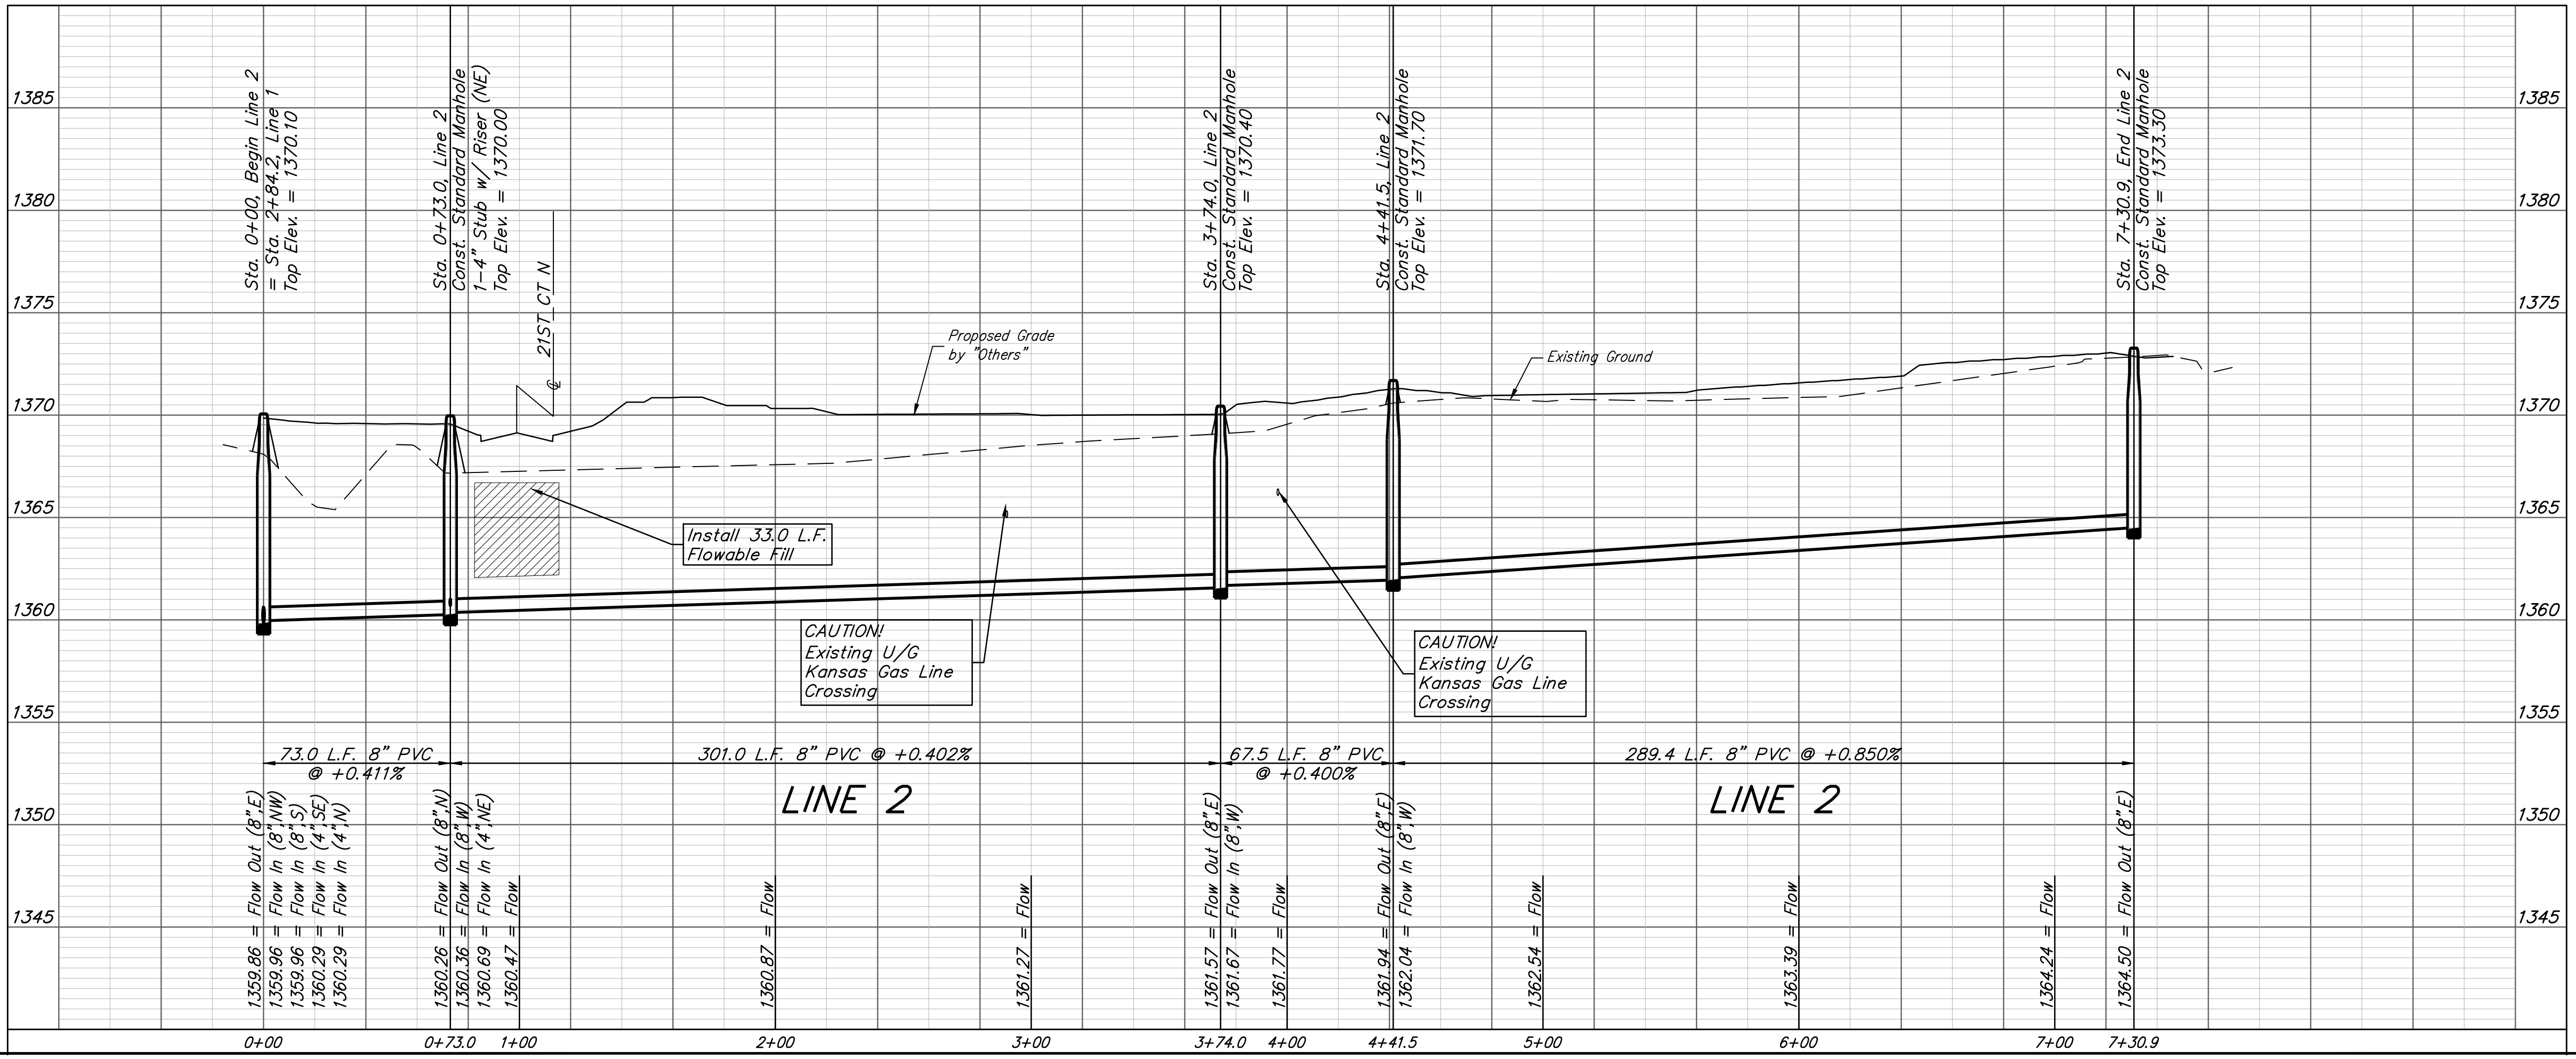 Sta. 0+00, Begin Line 2
= Sta. 2+84.2, Line 1
Top Elev. = 1370.10
Sta. 0+73.0, Line 2
Const. Standard Manhole
1-4" Stub w/ Riser (NE)
Top Elev. = 1370.00
21ST CT N
℄
Sta. 3+74.0, Line 2
Const. Standard Manhole
Top Elev. = 1370.40
Sta. 4+41.5, Line 2
Const. Standard Manhole
Top Elev. = 1371.70
Sta. 7+30.9, End Line 2
Const. Standard Manhole
Top Elev. = 1373.30
1385
1385
1380
1380
1375
1375
1370
1370
1365
1365
1360
1360
1355
1355
1350
1350
1345
1345
Proposed Grade
by "Others"
Existing Ground
Install 33.0 L.F.
Flowable Fill
CAUTION!
Existing U/G
Kansas Gas Line
Crossing
CAUTION!
Existing U/G
Kansas Gas Line
Crossing
73.0 L.F. 8" PVC
@ +0.411%
301.0 L.F. 8" PVC @ +0.402%
67.5 L.F. 8" PVC
@ +0.400%
289.4 L.F. 8" PVC @ +0.850%
LINE 2
LINE 2
1359.86 = Flow Out (8",E)
1359.96 = Flow In (8",NW)
1359.96 = Flow In (8",S)
1360.29 = Flow In (4",SE)
1360.29 = Flow In (4",N)
1360.26 = Flow Out (8",N)
1360.36 = Flow In (8",W)
1360.69 = Flow In (4",NE)
1360.47 = Flow
1360.87 = Flow
1361.27 = Flow
1361.57 = Flow Out (8",E)
1361.67 = Flow In (8",W)
1361.77 = Flow
1361.94 = Flow Out (8",E)
1362.04 = Flow In (8",W)
1362.54 = Flow
1363.39 = Flow
1364.24 = Flow
1364.50 = Flow Out (8",E)
0+00
0+73.0
1+00
2+00
3+00
3+74.0
4+00
4+41.5
5+00
6+00
7+00
7+30.9